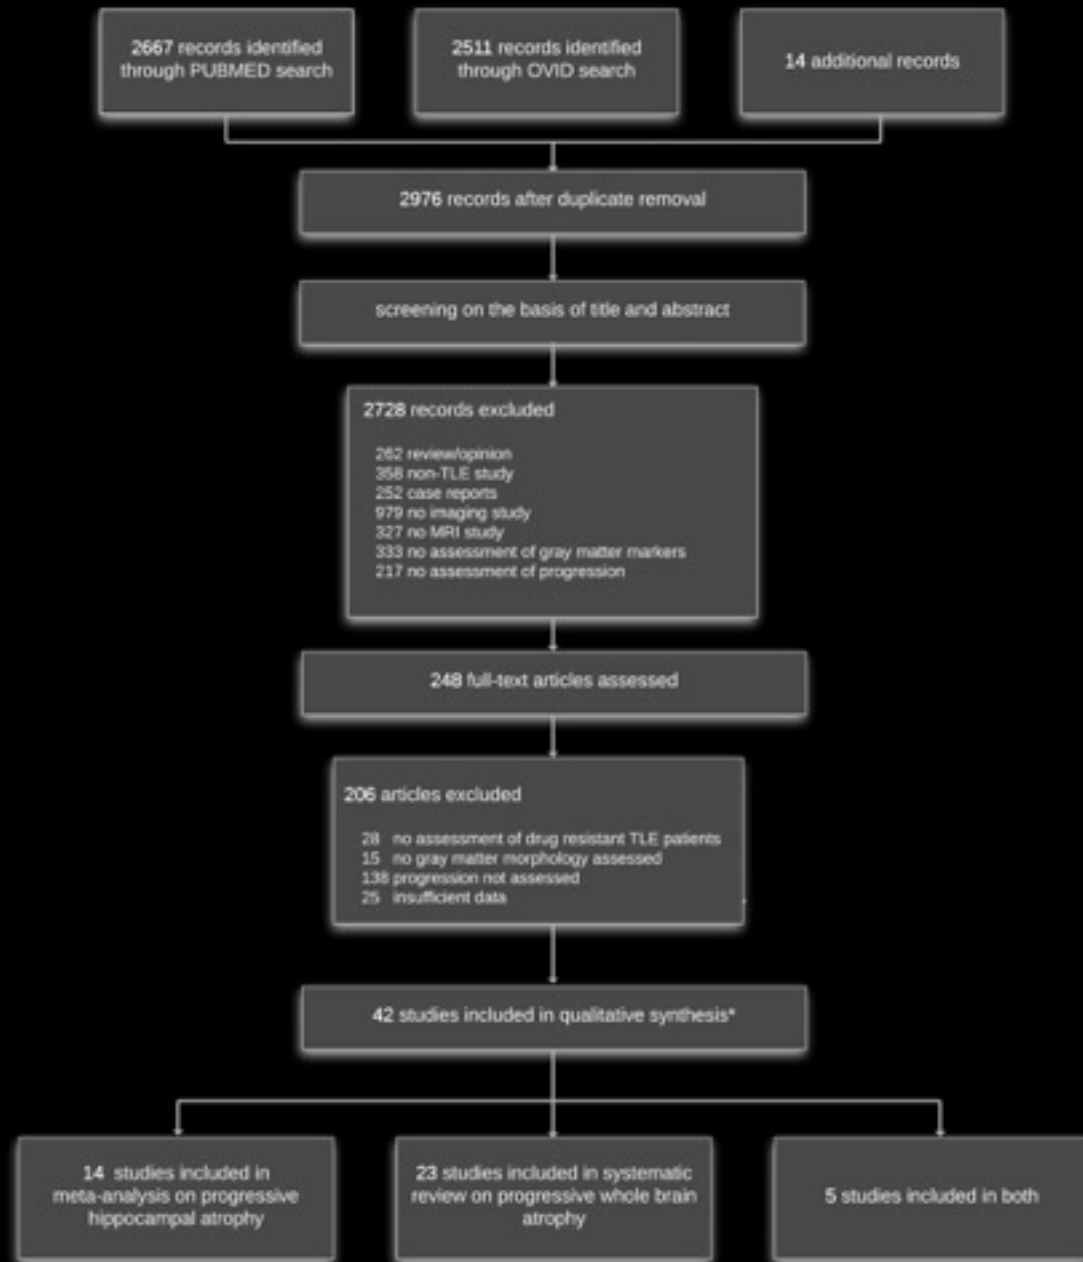 2667 records identified
through PUBMED search
2511 records identified
through OVID search
14 additional records
2976 records after duplicate removal
screening on the basis of title and abstract
2728 records excluded
262 review/opinion
358 non-TLE study
252 case reports
979 no imaging study
327 no MRI study
333 no assessment of gray matter markers
217 no assessment of progression
248 full-text articles assessed
206 articles excluded
28 no assessment of drug resistant TLE patients
15 no gray matter morphology assessed
138 progression not assessed
25 insufficient data
42 studies included in qualitative synthesis*
14 studies included in
meta-analysis on progressive
hippocampal atrophy
23 studies included in systematic
review on progressive whole brain
atrophy
5 studies included in both